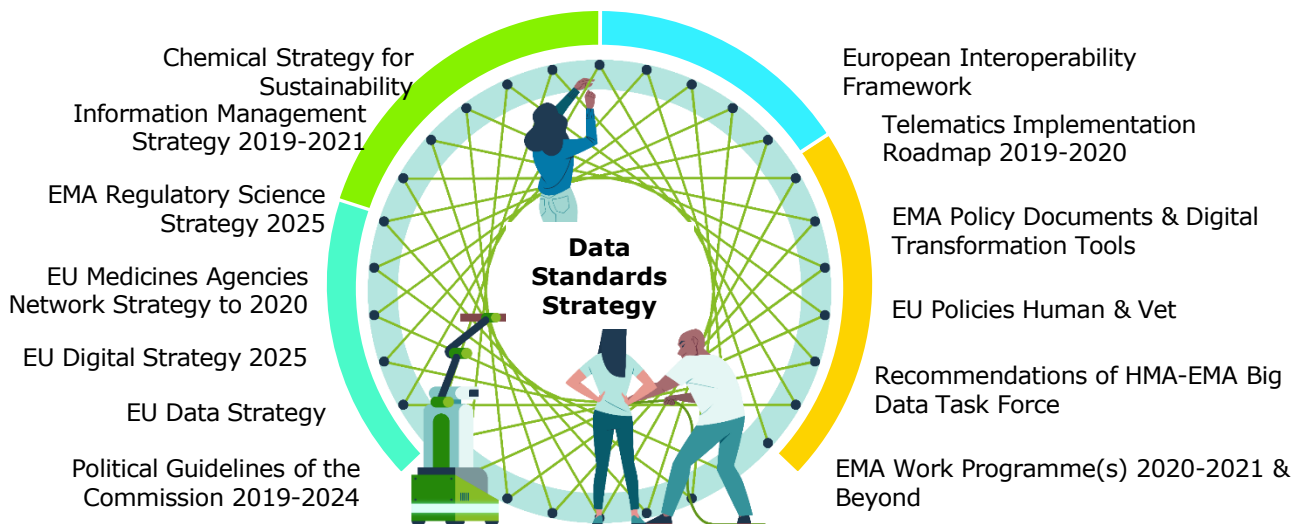 Chemical Strategy for
Sustainability
Information Management
Strategy 2019-2021
EMA Regulatory Science
Strategy 2025
EU Medicines Agencies
Network Strategy to 2020
EU Digital Strategy 2025
EU Data Strategy
Political Guidelines of the
Commission 2019-2024
Data
Standards
Strategy
European Interoperability
Framework
Telematics Implementation
Roadmap 2019-2020
EMA Policy Documents & Digital
Transformation Tools
EU Policies Human & Vet
Recommendations of HMA-EMA Big
Data Task Force
EMA Work Programme(s) 2020-2021 &
Beyond